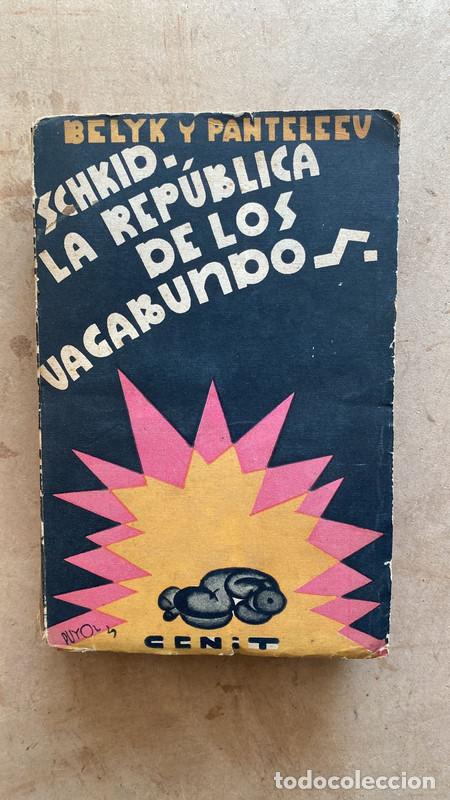 BELYK Y PANTELEEV
SCHKID.
LA REPÚBLICA
DE LOS
VAGABUNDOS.
PUYOL
CENIT
todocoleccion